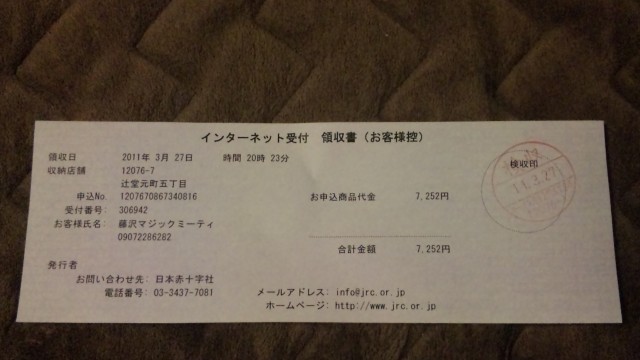 インターネット受付 領収書(お客様控)
領収日 2011年 3月 27日 時間 20時 23分
収納店舗 12076-7
辻堂元町五丁目
申込No. 1207670867340816
受付番号: 306942
お客様氏名: 藤沢マジックミーティ
09072286282
お申込商品代金 7,252円
合計金額 7,252円
検収印
11.3.27
発行者
お問い合わせ先: 日本赤十字社
電話番号: 03-3437-7081
メールアドレス: info@jrc.or.jp
ホームページ: http://www.jrc.or.jp